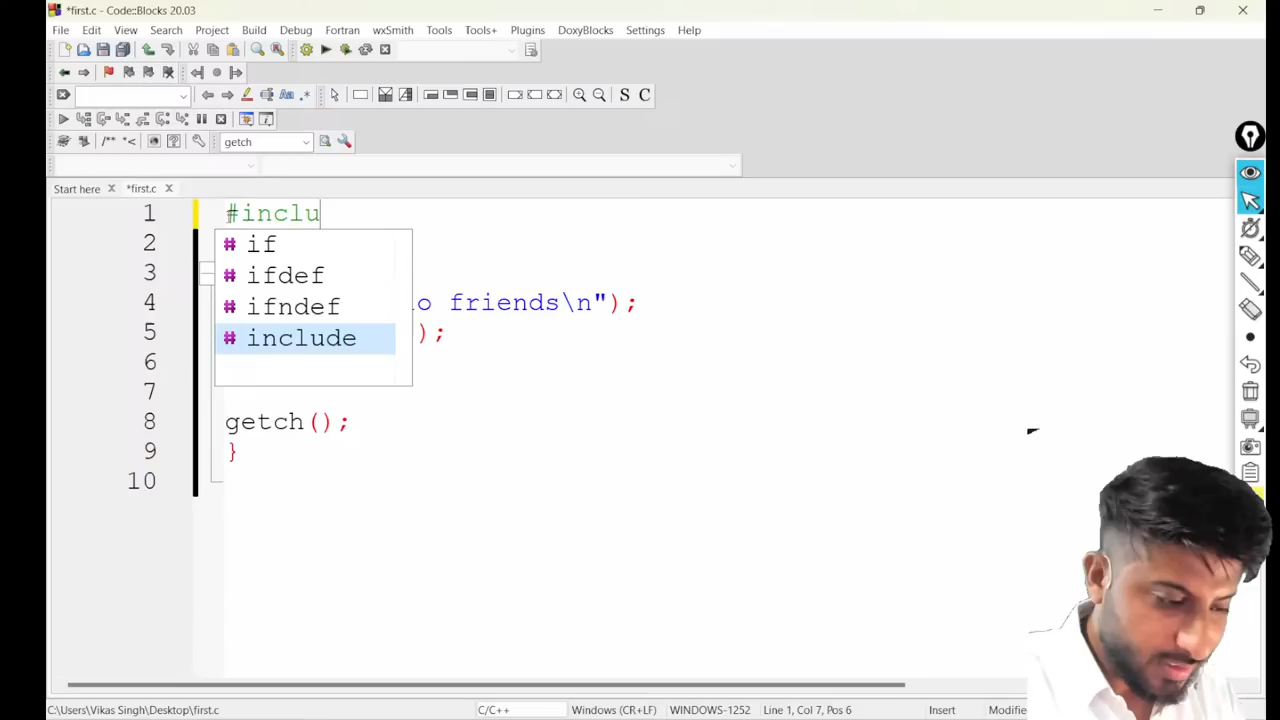 *first.c - Code::Blocks 20.03
File Edit View Search Project Build Debug Fortran wxSmith Tools Tools+ Plugins DoxyBlocks Settings Help
S C
/** *< getch
Start here *first.c
1 #inclu
2 # if
3 # ifdef
# ifndef
4 o friends\n");
5 # include );
6
7
8 getch();
9 }
10
C:\Users\Vikas Singh\Desktop\first.c C/C++ Windows (CR+LF) WINDOWS-1252 Line 1, Col 7, Pos 6 Insert Modifie